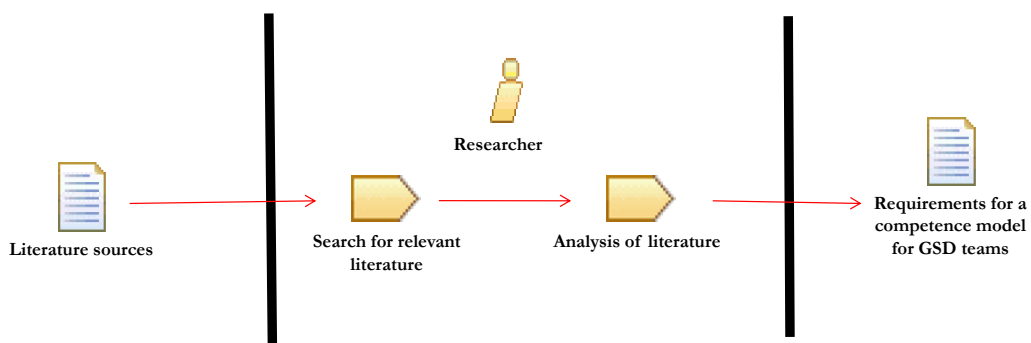 Researcher
Literature sources
Search for relevant
literature
Analysis of literature
Requirements for a
competence model
for GSD teams